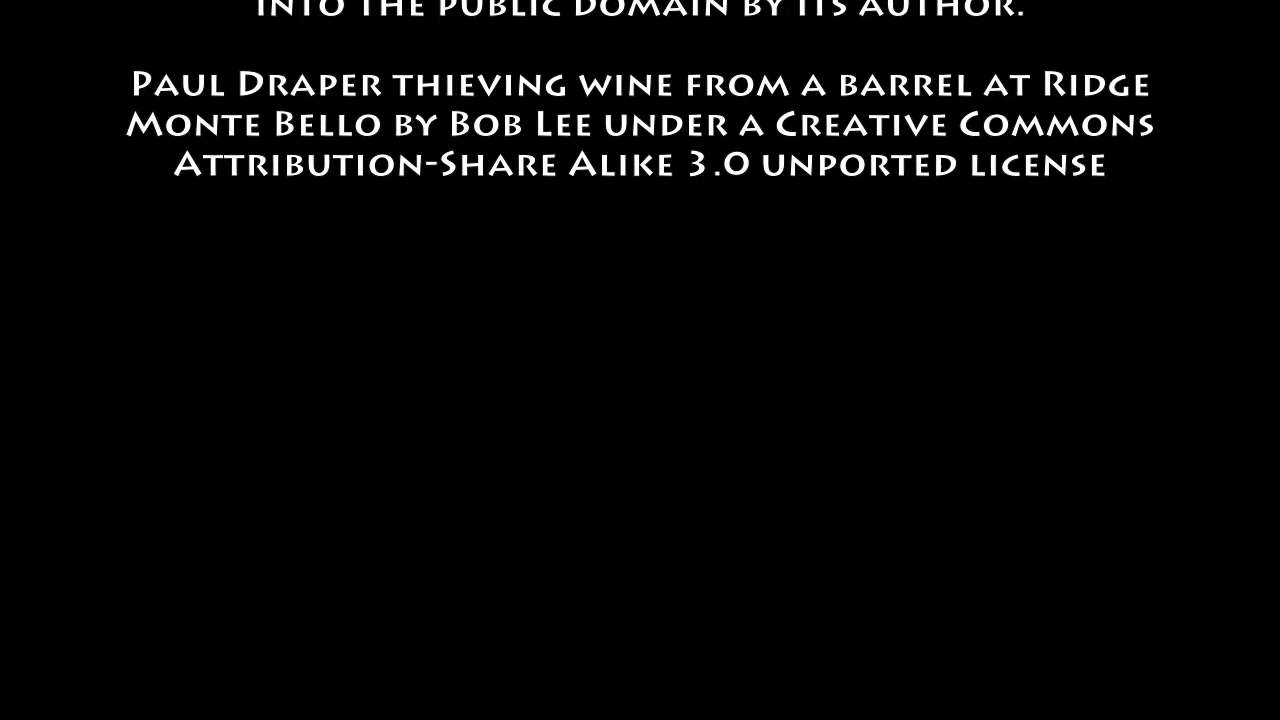 into the public domain by its author.
Paul Draper thieving wine from a barrel at Ridge
Monte Bello by Bob Lee under a Creative Commons
Attribution-Share Alike 3.0 unported license